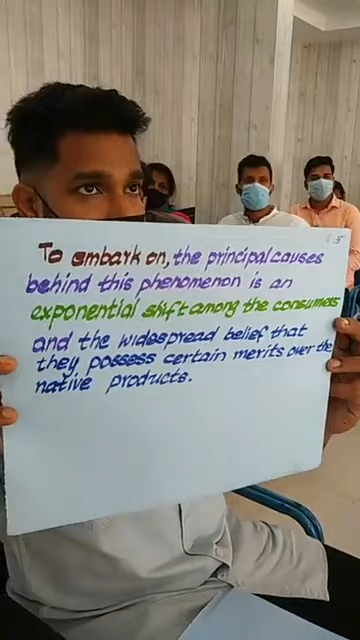 45
To embark on, the principal causes
behind this phenomenon is an
exponential shift among the consumers
and the widespread belief that
they possess certain merits over the
native products.